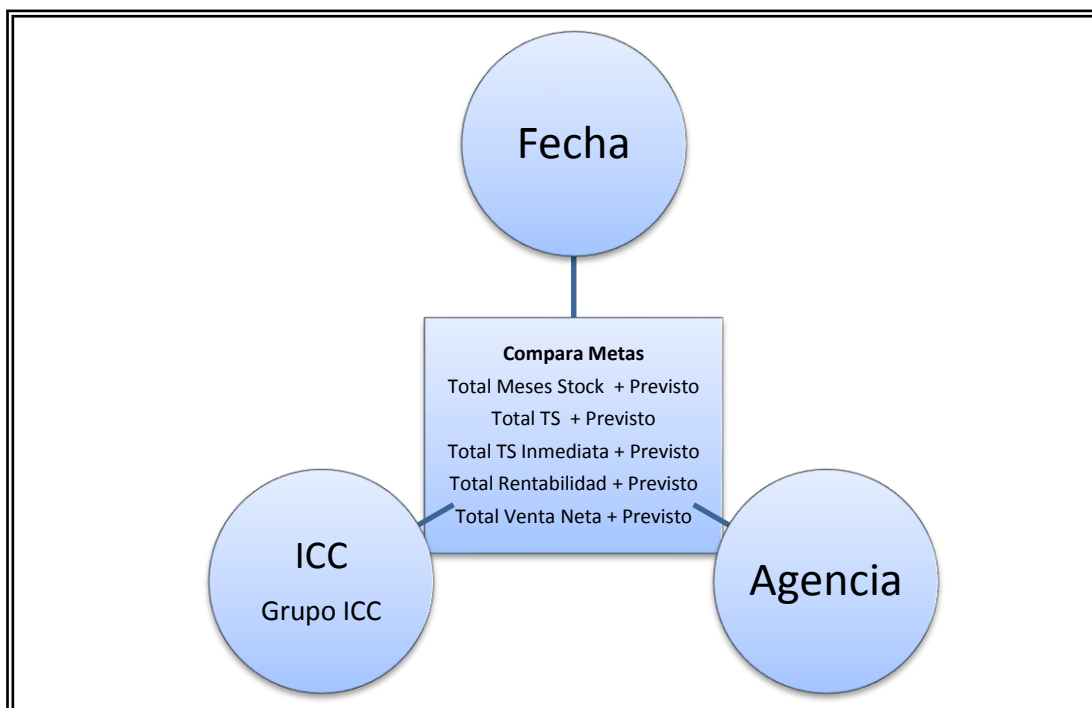 Fecha
Compara Metas
Total Meses Stock + Previsto
Total TS + Previsto
Total TS Inmediata + Previsto
Total Rentabilidad + Previsto
Total Venta Neta + Previsto
ICC
Grupo ICC
Agencia